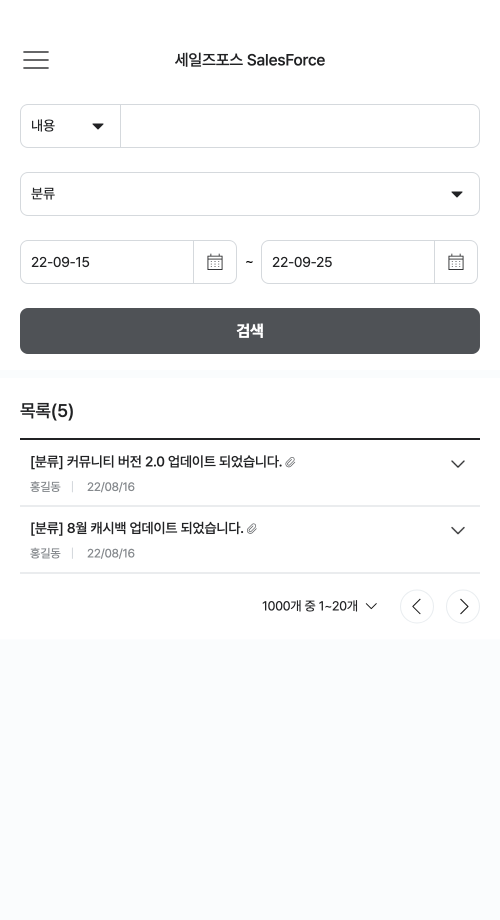 세일즈포스 SalesForce
내용
분류
22-09-15 ~ 22-09-25
검색
목록(5)
[분류] 커뮤니티 버전 2.0 업데이트 되었습니다.
홍길동 | 22/08/16
[분류] 8월 캐시백 업데이트 되었습니다.
홍길동 | 22/08/16
1000개 중 1~20개